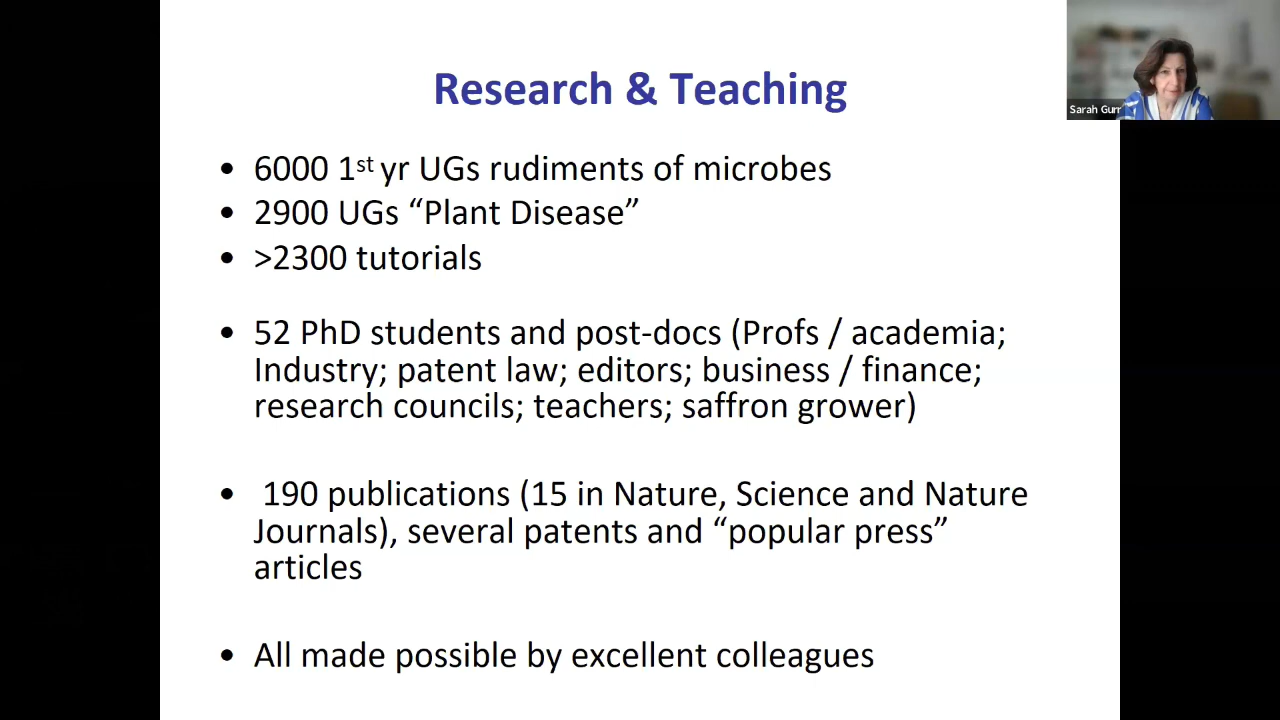 Research & Teaching
Sarah Gurr
• 6000 1st yr UGs rudiments of microbes
• 2900 UGs “Plant Disease”
• >2300 tutorials
• 52 PhD students and post-docs (Profs / academia;
Industry; patent law; editors; business / finance;
research councils; teachers; saffron grower)
• 190 publications (15 in Nature, Science and Nature
Journals), several patents and “popular press”
articles
• All made possible by excellent colleagues